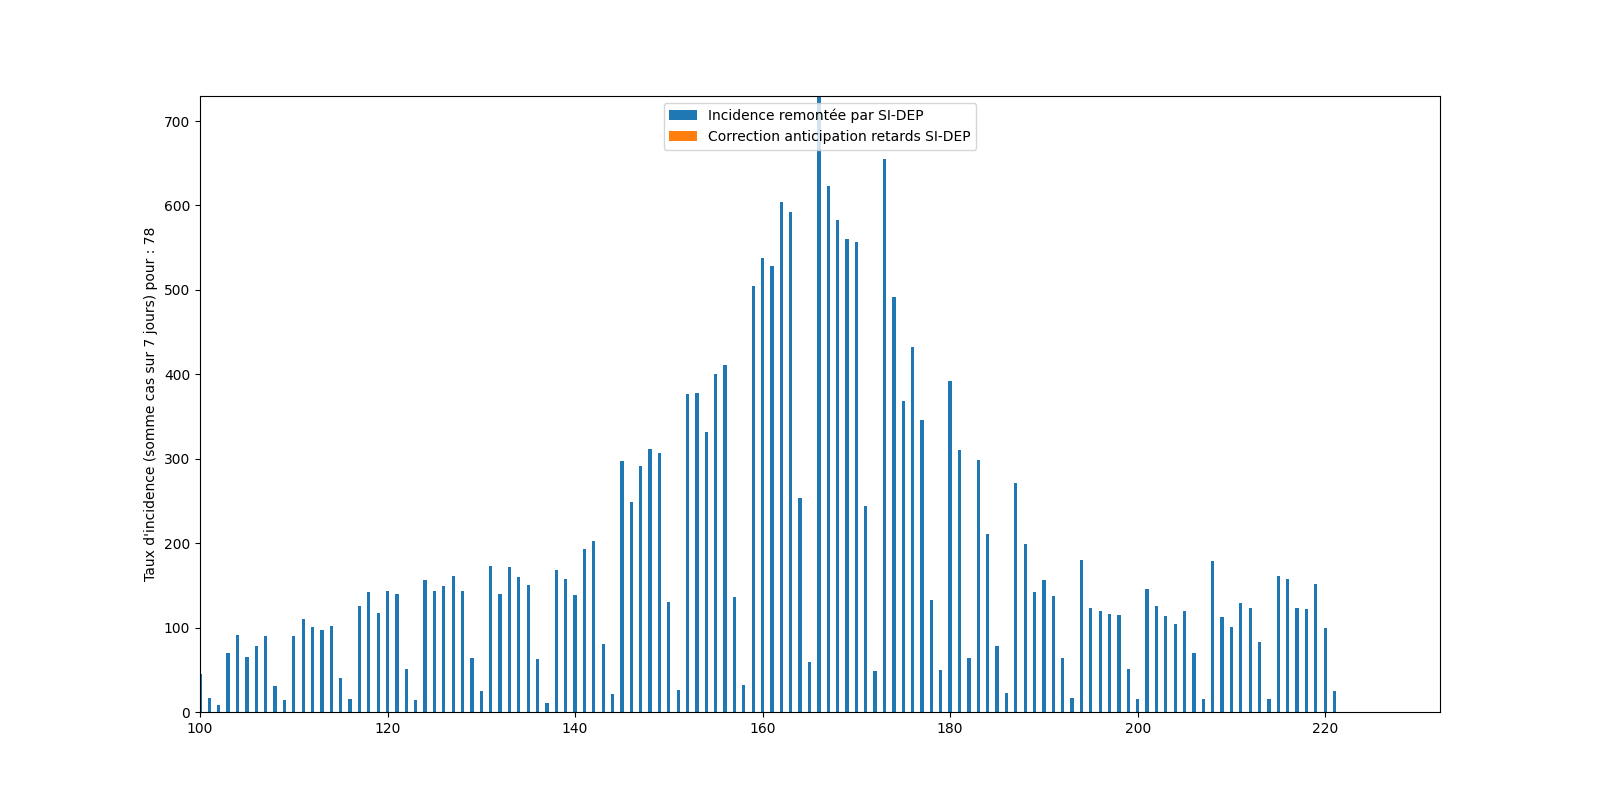 Incidence remontée par SI-DEP
Correction anticipation retards SI-DEP
Taux d'incidence (somme cas sur 7 jours) pour : 78
700
600
500
400
300
200
100
0
100 120 140 160 180 200 220